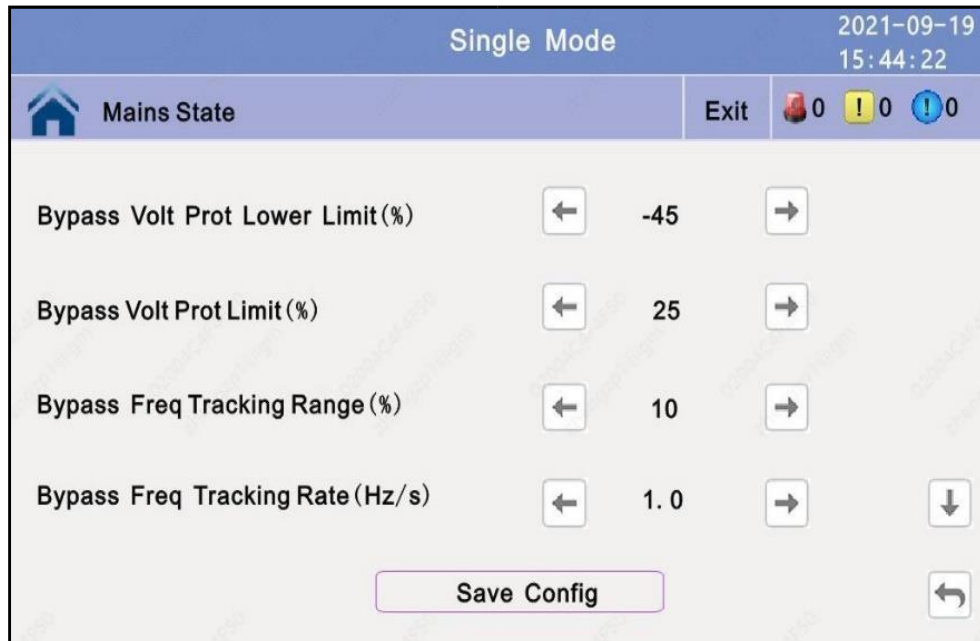 Single Mode
2021-09-19
15:44:22
Mains State
Exit
0
! 0
! 0
Bypass Volt Prot Lower Limit(%)
-45
Bypass Volt Prot Limit(%)
25
Bypass Freq Tracking Range(%)
10
Bypass Freq Tracking Rate(Hz/s)
1.0
Save Config